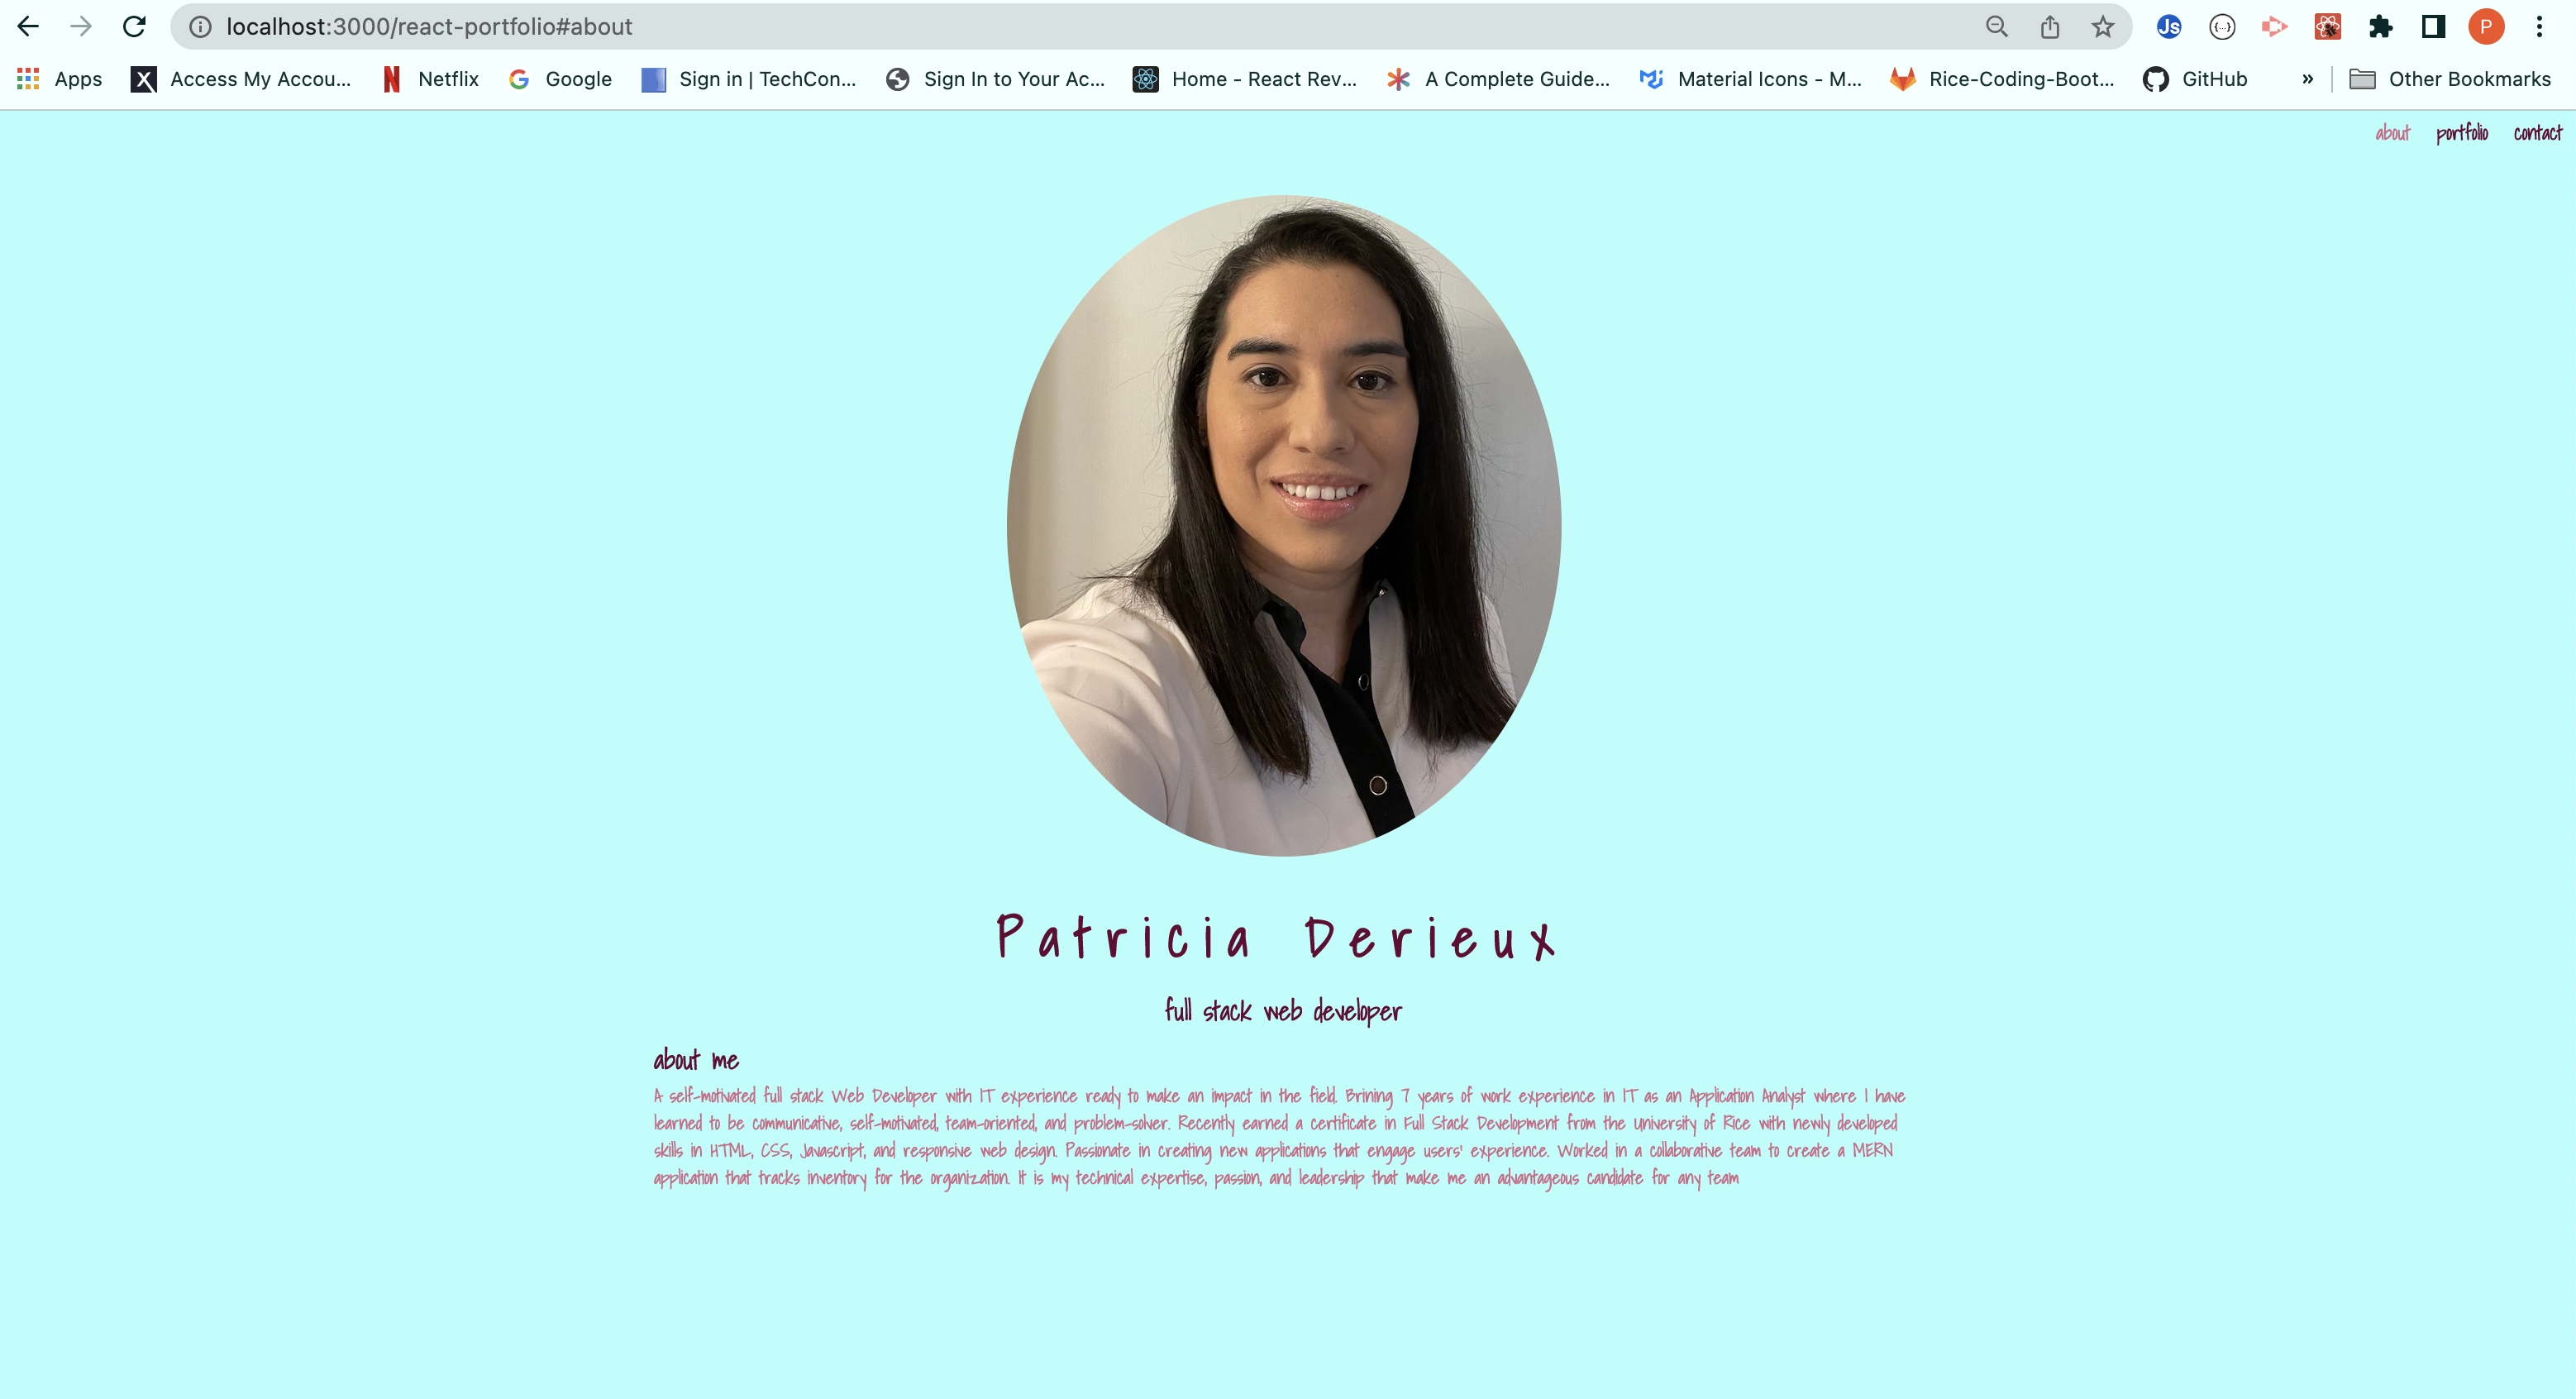 localhost:3000/react-portfolio#about
JS {...} P
Apps X Access My Accou... N Netflix G Google Sign in | TechCon... Sign In to Your Ac... Home - React Rev... A Complete Guide... Material Icons - M... Rice-Coding-Boot... GitHub » Other Bookmarks
about portfolio contact
Patricia Derieux
full stack web developer
about me
A self-motivated full stack Web Developer with IT experience ready to make an impact in the field. Brining 7 years of work experience in IT as an Application Analyst where I have
learned to be communicative, self-motivated, team-oriented, and problem-solver. Recently earned a certificate in Full Stack Development from the University of Rice with newly developed
skills in HTML, CSS, Javascript, and responsive web design. Passionate in creating new applications that engage users' experience. Worked in a collaborative team to create a MERN
application that tracks inventory for the organization. It is my technical expertise, passion, and leadership that make me an advantageous candidate for any team